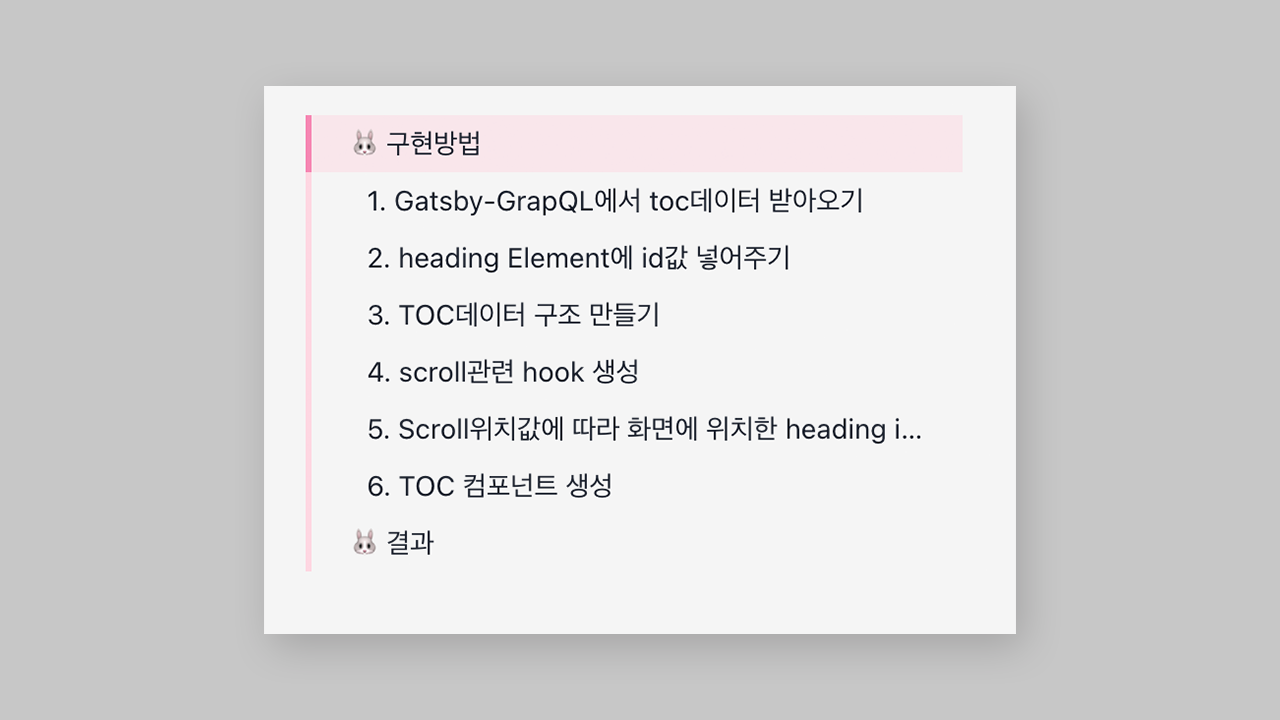 🐰 구현방법
1. Gatsby-GrapQL에서 toc데이터 받아오기
2. heading Element에 id값 넣어주기
3. TOC데이터 구조 만들기
4. scroll관련 hook 생성
5. Scroll위치값에 따라 화면에 위치한 heading i...
6. TOC 컴포넌트 생성
🐰 결과